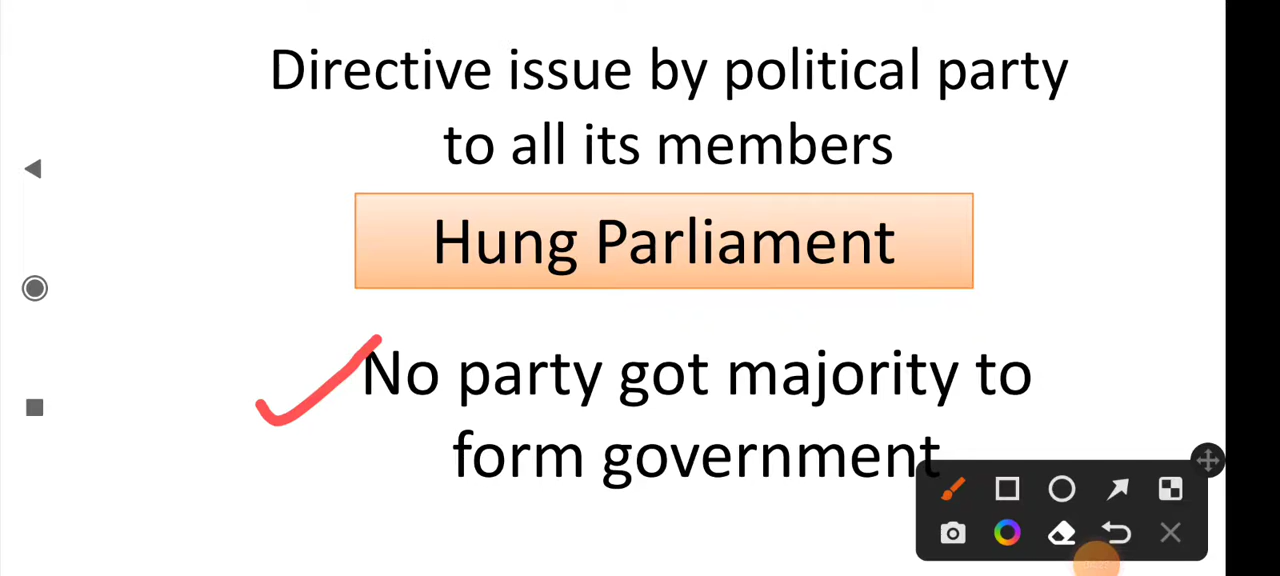 Directive issue by political party
to all its members
Hung Parliament
No party got majority to
form government